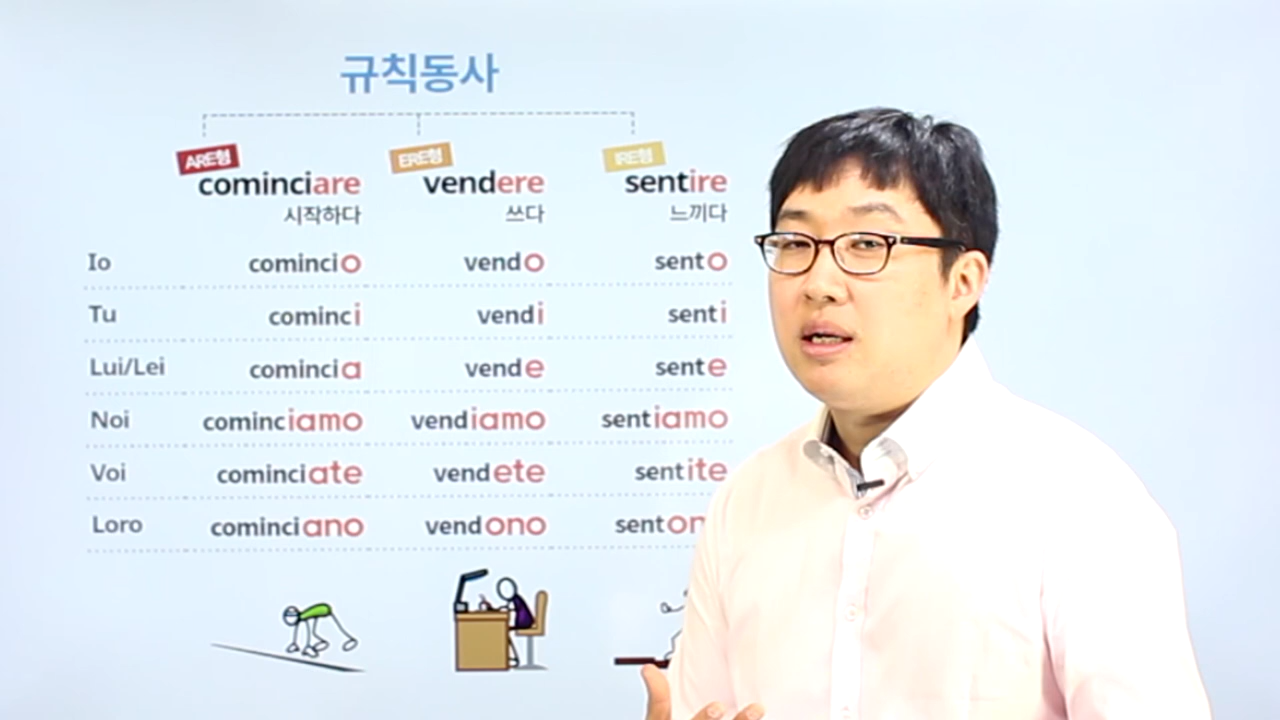 규칙동사
ARE형 ERE형 IRE형
cominciare vendere sentire
시작하다 쓰다 느끼다
Io comincio vendo sento
Tu cominci vendi senti
Lui/Lei comincia vende sente
Noi cominciamo vendiamo sentiamo
Voi cominciate vendete sentite
Loro cominciano vendono senton